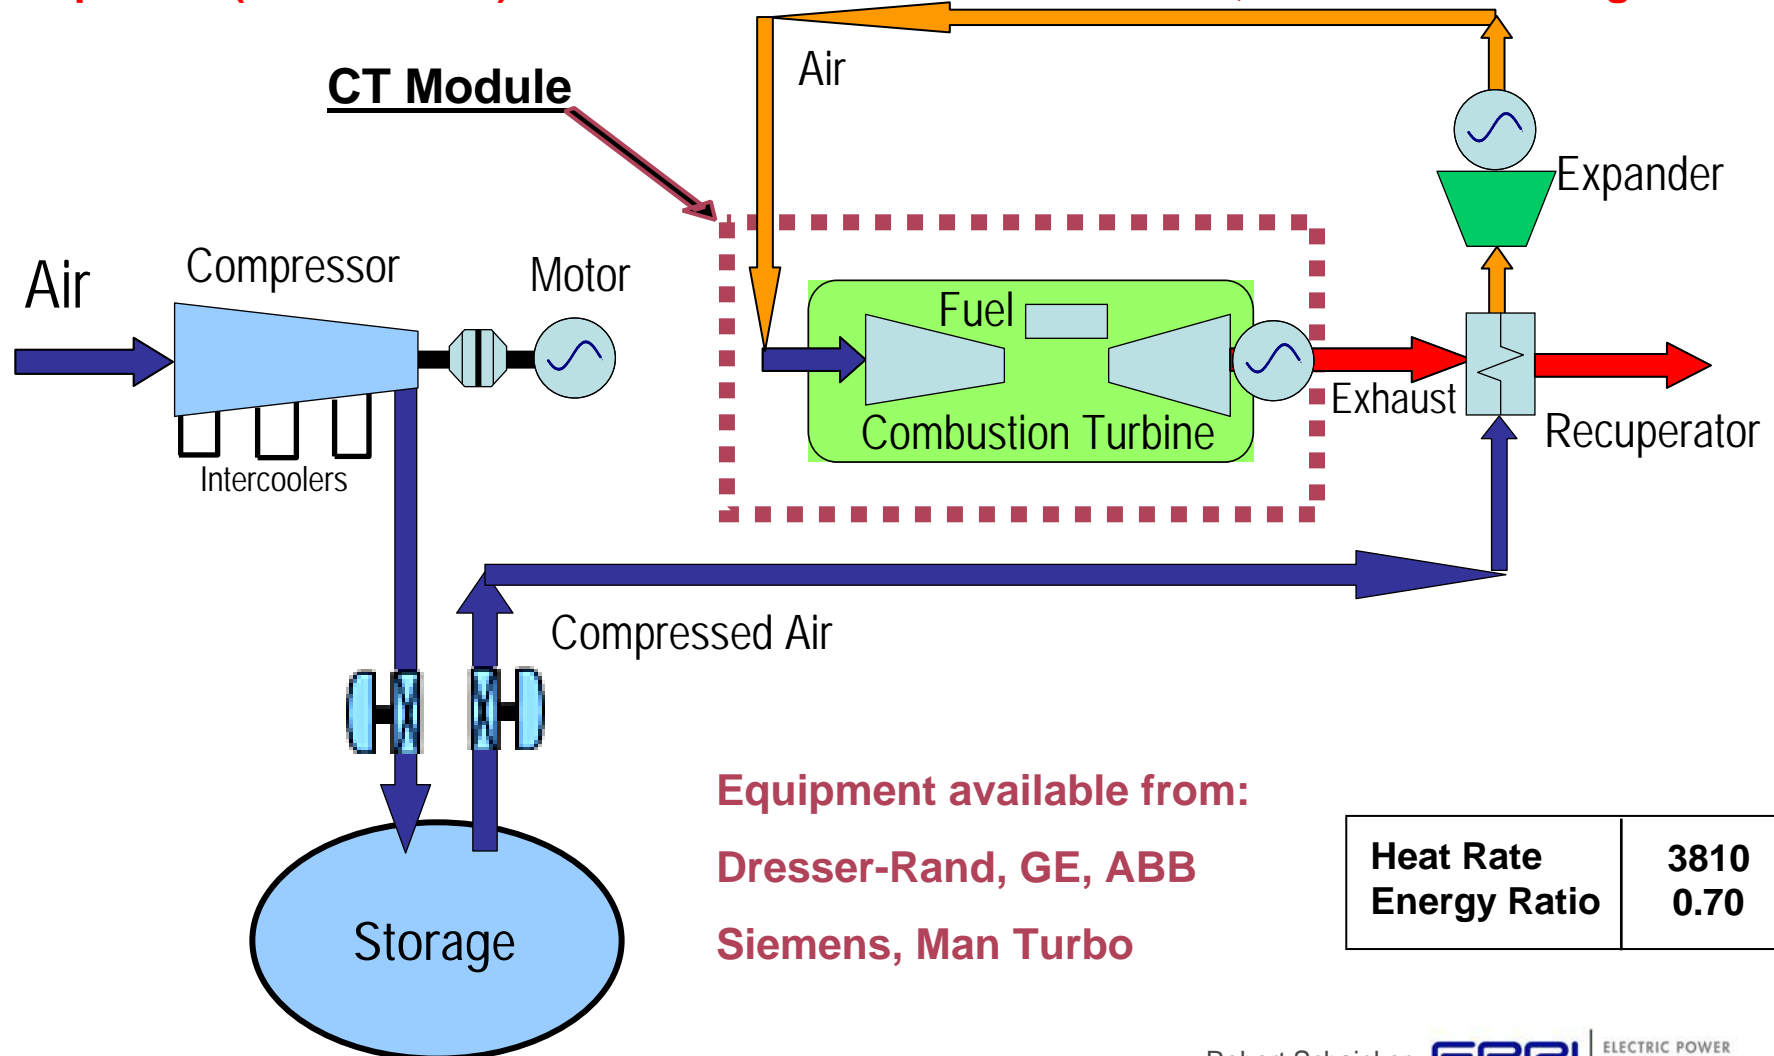 CT Module
Air
Expander
Air
Compressor
Motor
Fuel
Combustion Turbine
Exhaust
Recuperator
Intercoolers
Compressed Air
Storage
Equipment available from:
Dresser-Rand, GE, ABB
Siemens, Man Turbo
Heat Rate 3810
Energy Ratio 0.70
EPRI
ELECTRIC POWER